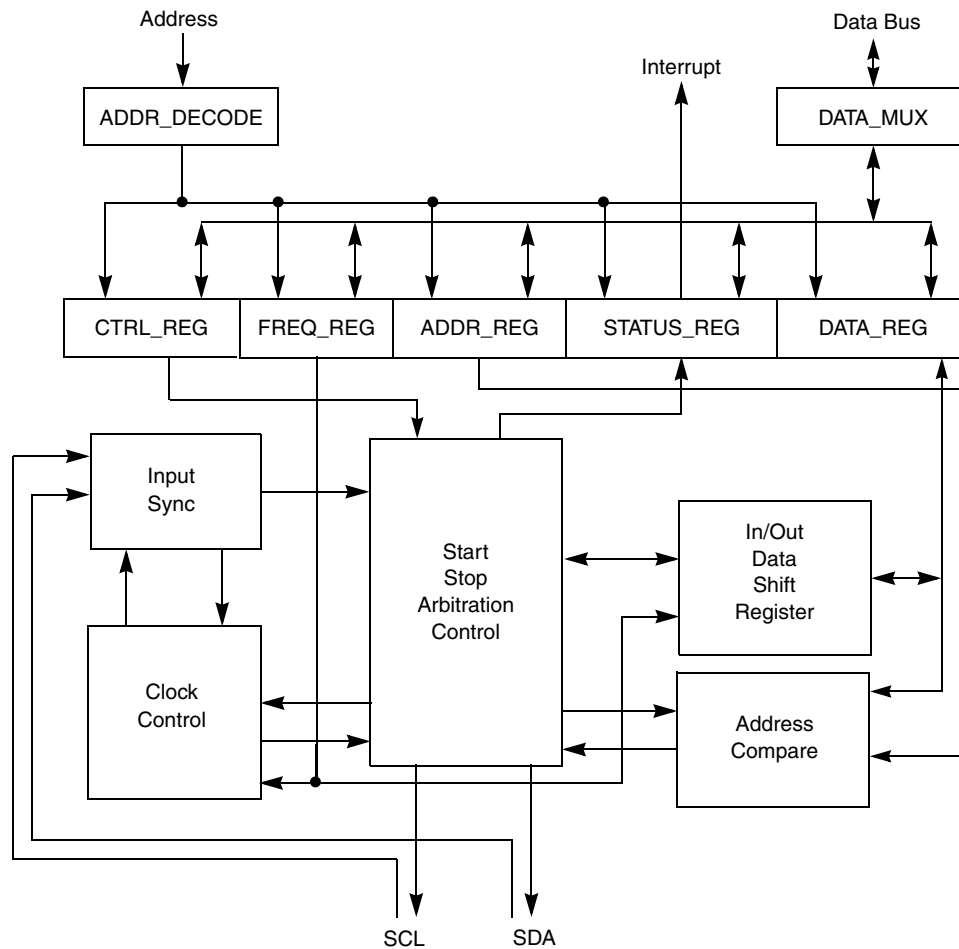 Address
Data Bus
Interrupt
ADDR_DECODE
DATA_MUX
CTRL_REG
FREQ_REG
ADDR_REG
STATUS_REG
DATA_REG
Input
Sync
Start
Stop
Arbitration
Control
In/Out
Data
Shift
Register
Clock
Control
Address
Compare
SCL
SDA